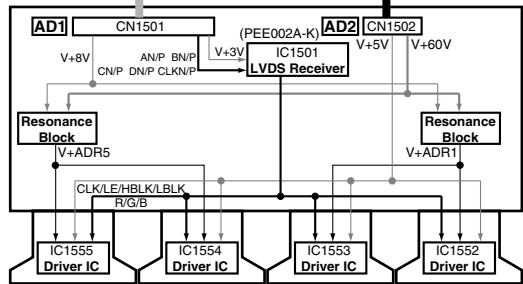 AD1 CN1501 AD2 CN1502
(PEE002A-K)
V+8V AN/P BN/P V+3V IC1501 V+5V V+60V
CN/P DN/P CLKN/P LVDS Receiver
Resonance Block
Resonance Block
V+ADR5 V+ADR1
CLK/LE/HBLK/LBLK
R/G/B
IC1555 IC1554 IC1553 IC1552
Driver IC Driver IC Driver IC Driver IC